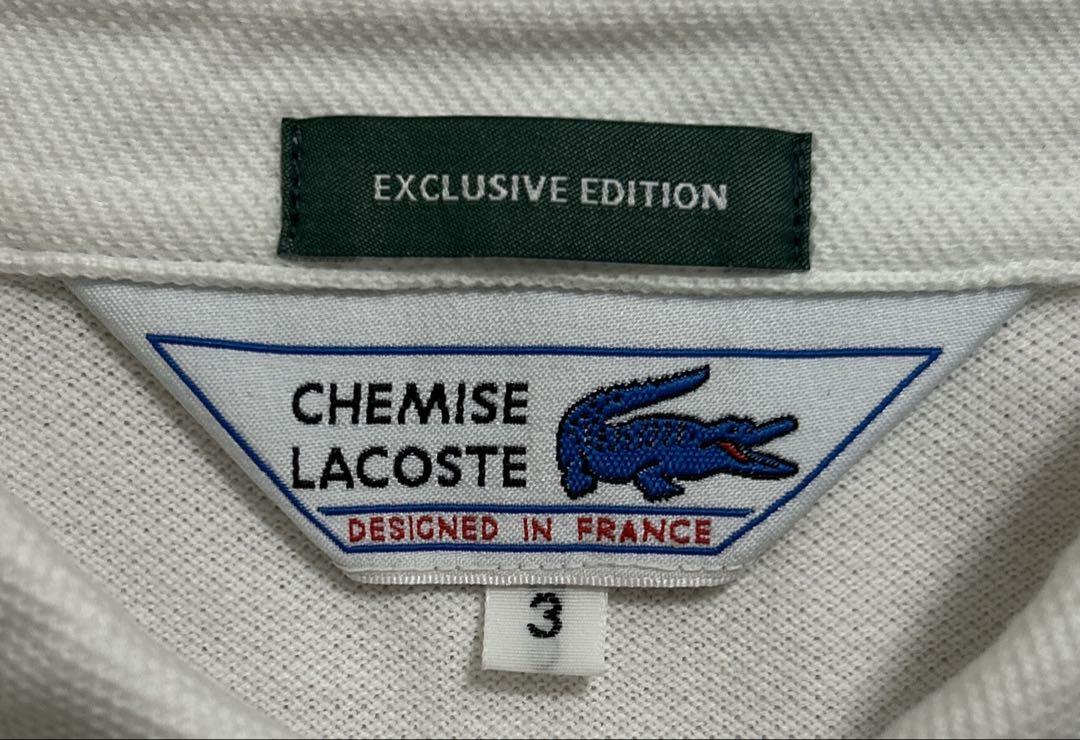 EXCLUSIVE EDITION
CHEMISE
LACOSTE
DESIGNED IN FRANCE
3